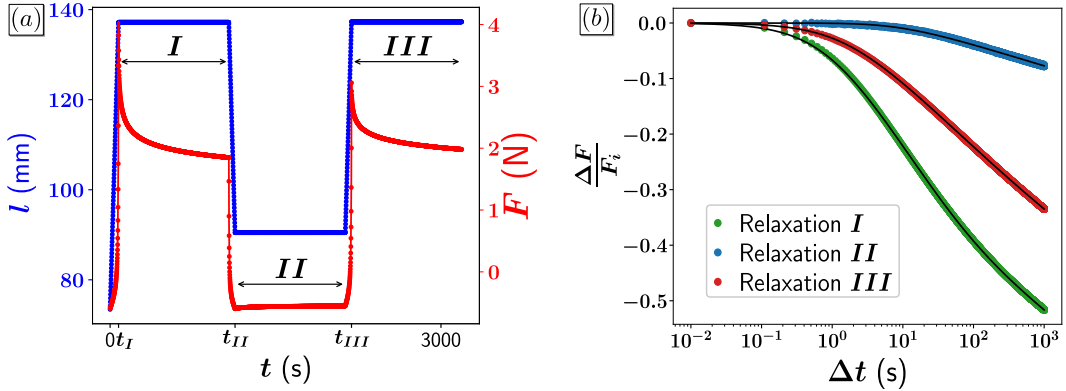 (a)
140
120
100
80
l (mm)
I
II
III
4
3
2
1
0
F (N)
0 t_I t_II t_III 3000
t (s)
(b)
0.0
−0.1
−0.2
−0.3
−0.4
−0.5
ΔF/F_i
Relaxation I
Relaxation II
Relaxation III
10^−2 10^−1 10^0 10^1 10^2 10^3
Δt (s)